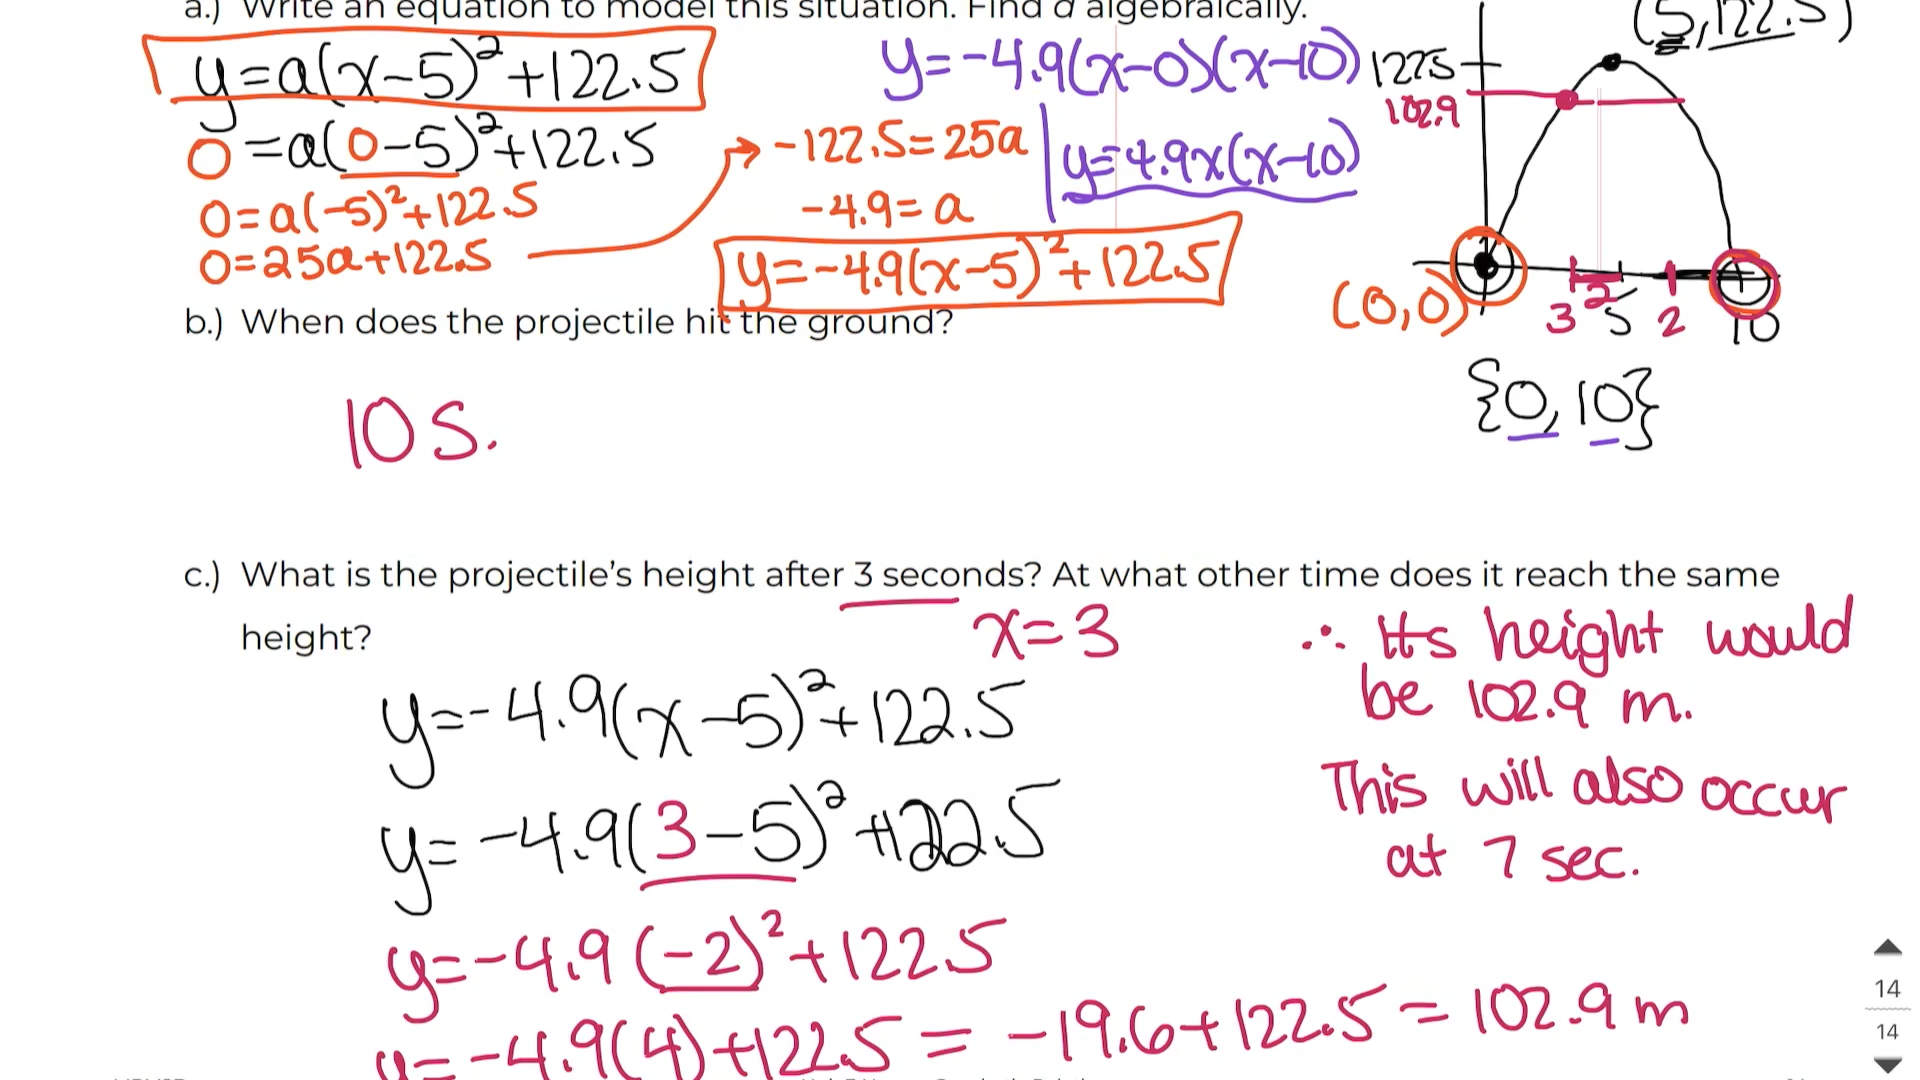 a.) Write an equation to model this situation. Find a algebraically.
y=a(x-5)²+122.5
0=a(0-5)²+122.5
0=a(-5)²+122.5
0=25a+122.5
-122.5=25a
-4.9=a
y=-4.9(x-5)²+122.5
y=-4.9(x-0)(x-10)
y=4.9x(x-10)
(5,122.5)
1225
102.9
(0,0)
3 2 5 2 10
{0,10}
b.) When does the projectile hit the ground?
10 s.
c.) What is the projectile's height after 3 seconds? At what other time does it reach the same
height?
x=3
y=-4.9(x-5)²+122.5
y=-4.9(3-5)²+122.5
y=-4.9(-2)²+122.5
y=-4.9(4)+122.5 = -19.6+122.5=102.9m
∴ Its height would
be 102.9 m.
This will also occur
at 7 sec.
14
14